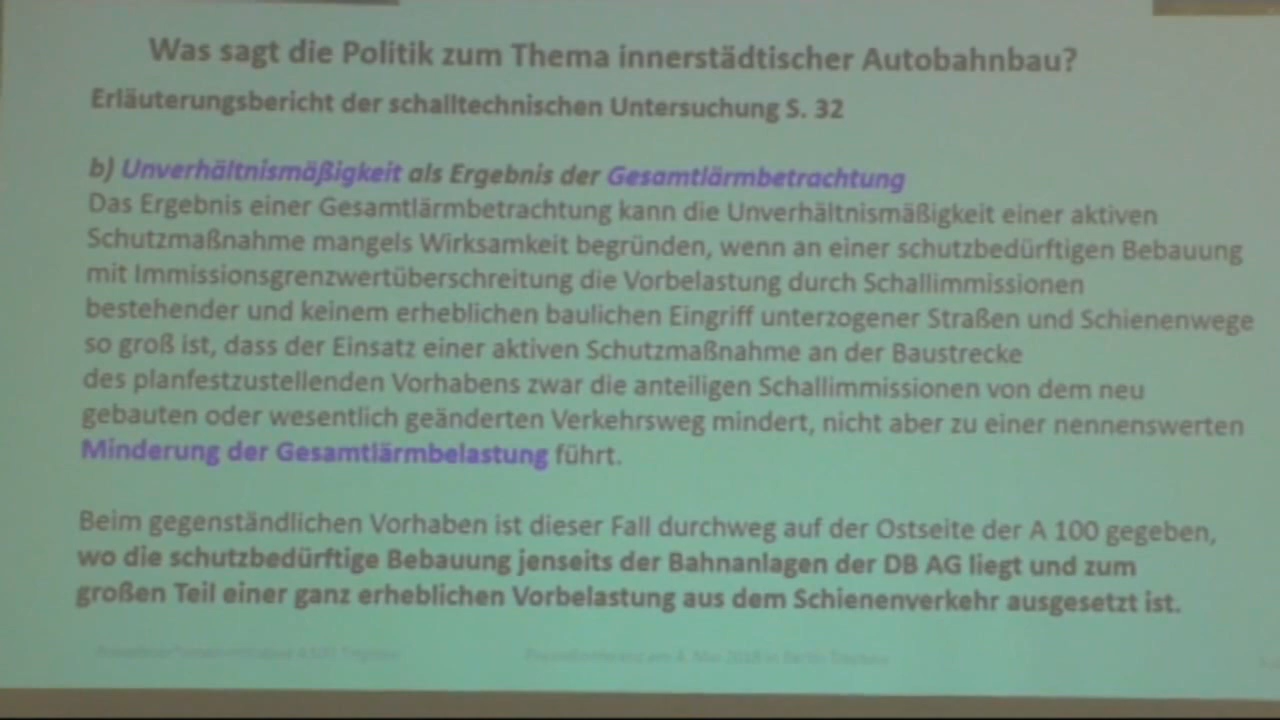 Was sagt die Politik zum Thema innerstädtischer Autobahnbau?
Erläuterungsbericht der schalltechnischen Untersuchung S. 32
b) Unverhältnismäßigkeit als Ergebnis der Gesamtlärmbetrachtung
Das Ergebnis einer Gesamtlärmbetrachtung kann die Unverhältnismäßigkeit einer aktiven
Schutzmaßnahme mangels Wirksamkeit begründen, wenn an einer schutzbedürftigen Bebauung
mit Immissionsgrenzwertüberschreitung die Vorbelastung durch Schallimmissionen
bestehender und keinem erheblichen baulichen Eingriff unterzogener Straßen und Schienenwege
so groß ist, dass der Einsatz einer aktiven Schutzmaßnahme an der Baustrecke
des planfestzustellenden Vorhabens zwar die anteiligen Schallimmissionen von dem neu
gebauten oder wesentlich geänderten Verkehrsweg mindert, nicht aber zu einer nennenswerten
Minderung der Gesamtlärmbelastung führt.
Beim gegenständlichen Vorhaben ist dieser Fall durchweg auf der Ostseite der A 100 gegeben,
wo die schutzbedürftige Bebauung jenseits der Bahnanlagen der DB AG liegt und zum
großen Teil einer ganz erheblichen Vorbelastung aus dem Schienenverkehr ausgesetzt ist.